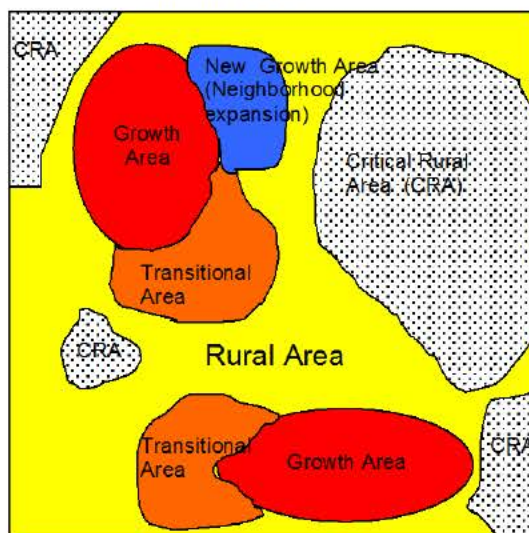 CRA
New Growth Area
(Neighborhood
expansion)
Growth
Area
Critical Rural
Area (CRA)
Transitional
Area
CRA
Rural Area
Transitional
Area
Growth Area
CRA